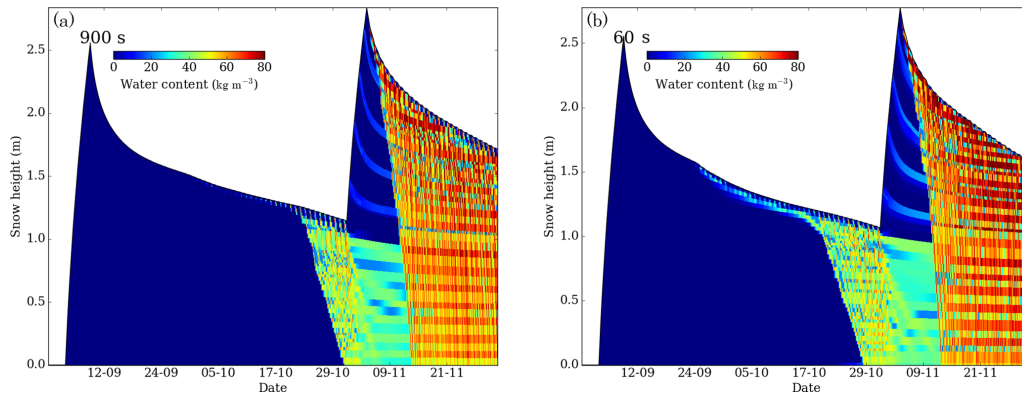 (a)
900 s
0 20 40 60 80
Water content (kg m⁻³)
Snow height (m)
2.5
2.0
1.5
1.0
0.5
0.0
12-09 24-09 05-10 17-10 29-10 09-11 21-11
Date
(b)
60 s
0 20 40 60 80
Water content (kg m⁻³)
Snow height (m)
2.5
2.0
1.5
1.0
0.5
0.0
12-09 24-09 05-10 17-10 29-10 09-11 21-11
Date